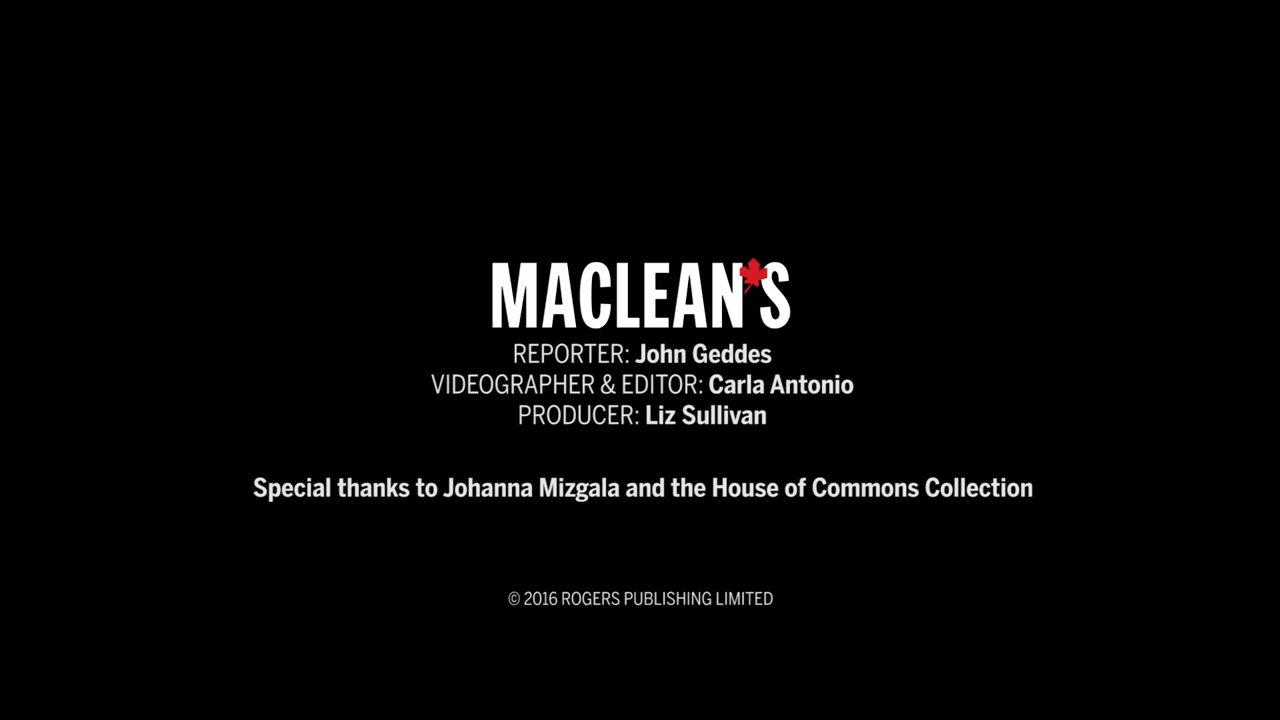 MACLEAN'S
REPORTER: John Geddes
VIDEOGRAPHER & EDITOR: Carla Antonio
PRODUCER: Liz Sullivan
Special thanks to Johanna Mizgala and the House of Commons Collection
© 2016 ROGERS PUBLISHING LIMITED